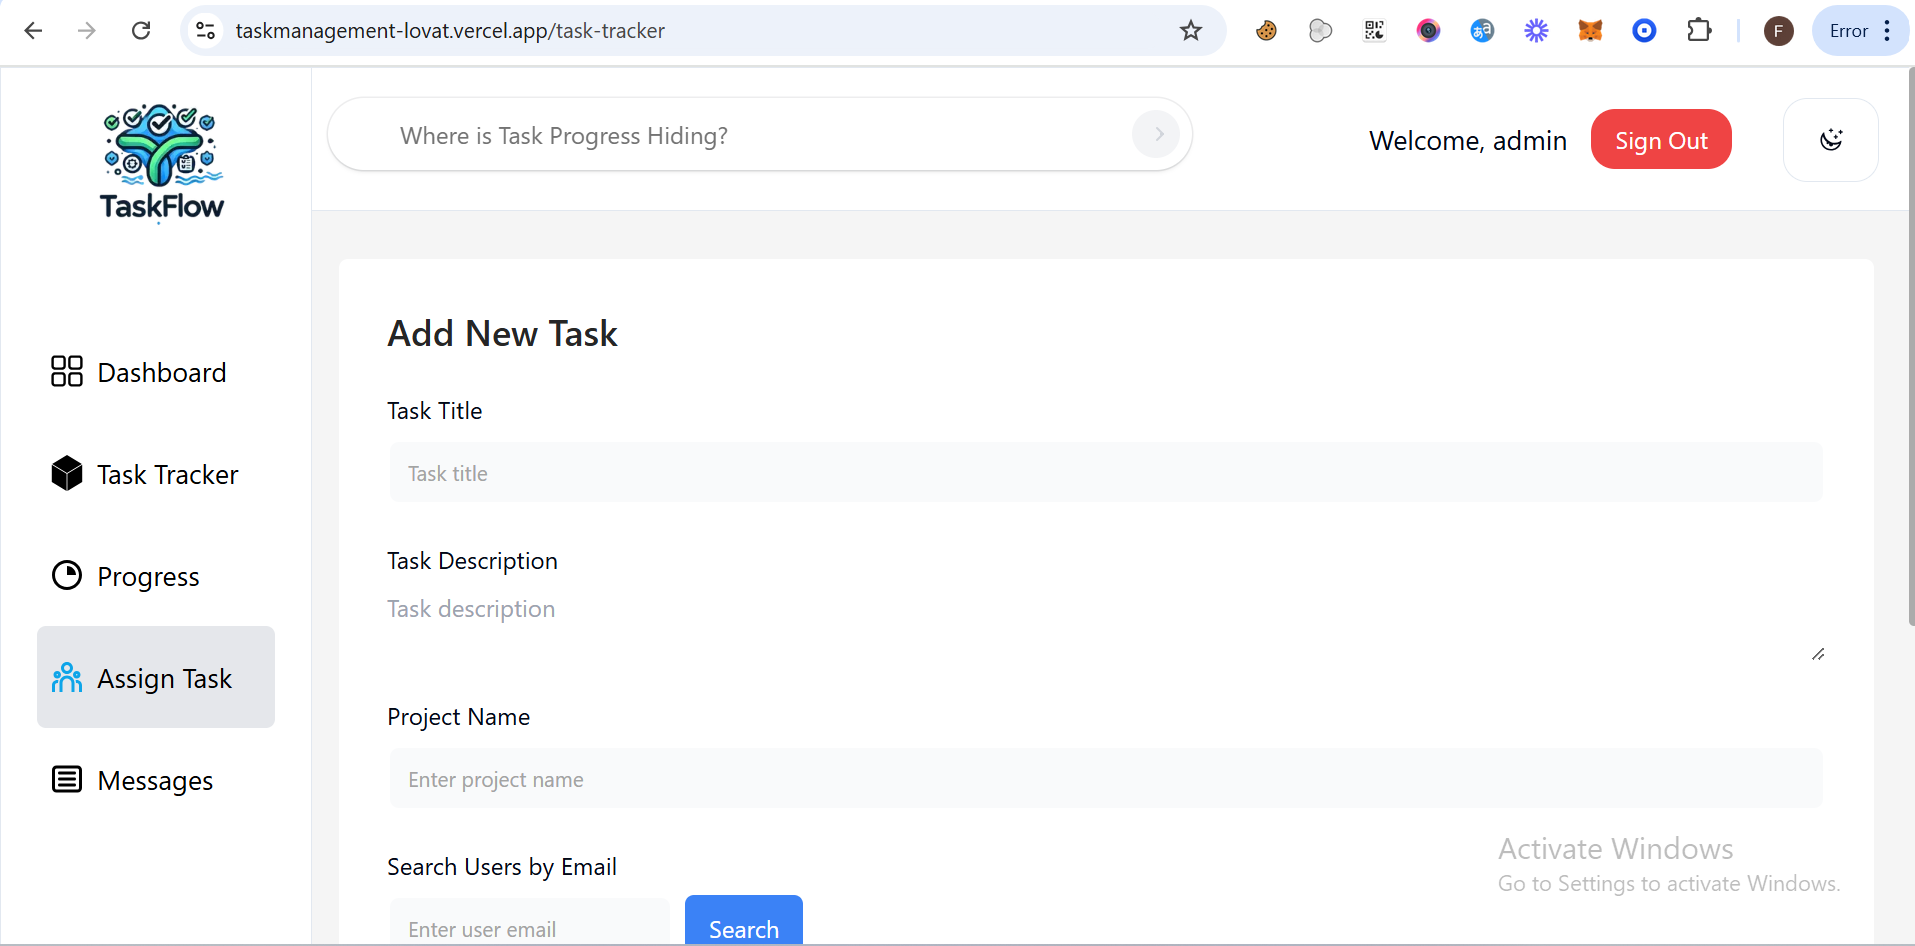 taskmanagement-lovat.vercel.app/task-tracker
F
Error
TaskFlow
Where is Task Progress Hiding?
Welcome, admin
Sign Out
Dashboard
Task Tracker
Progress
Assign Task
Messages
Add New Task
Task Title
Task title
Task Description
Task description
Project Name
Enter project name
Search Users by Email
Enter user email
Search
Activate Windows
Go to Settings to activate Windows.